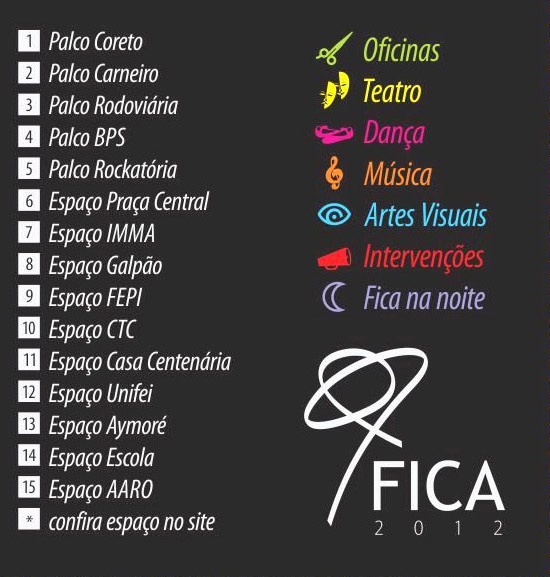 1 Palco Coreto
2 Palco Carneiro
3 Palco Rodoviária
4 Palco BPS
5 Palco Rockatória
6 Espaço Praça Central
7 Espaço IMMA
8 Espaço Galpão
9 Espaço FEPI
10 Espaço CTC
11 Espaço Casa Centenária
12 Espaço Unifei
13 Espaço Aymoré
14 Espaço Escola
15 Espaço AARO
* confira espaço no site
Oficinas
Teatro
Dança
Música
Artes Visuais
Intervenções
Fica na noite
FICA
2012